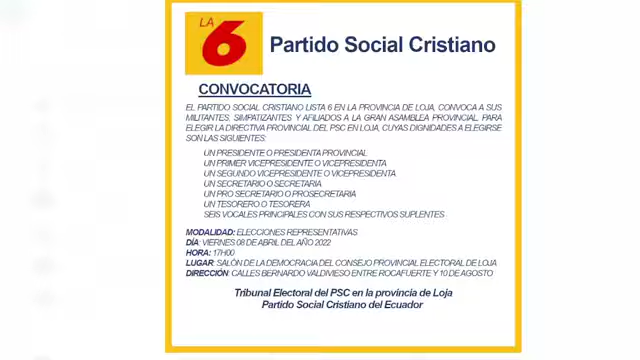 LA
6
Partido Social Cristiano
CONVOCATORIA
EL PARTIDO SOCIAL CRISTIANO LISTA 6 EN LA PROVINCIA DE LOJA, CONVOCA A SUS
MILITANTES, SIMPATIZANTES Y AFILIADOS A LA GRAN ASAMBLEA PROVINCIAL, PARA
ELEGIR LA DIRECTIVA PROVINCIAL DEL PSC EN LOJA, CUYAS DIGNIDADES A ELEGIRSE
SON LAS SIGUIENTES:
UN PRESIDENTE O PRESIDENTA PROVINCIAL
UN PRIMER VICEPRESIDENTE O VICEPRESIDENTA
UN SEGUNDO VICEPRESIDENTE O VICEPRESIDENTA
UN SECRETARIO O SECRETARIA
UN PRO SECRETARIO O PROSECRETARIA
UN TESORERO O TESORERA
SEIS VOCALES PRINCIPALES CON SUS RESPECTIVOS SUPLENTES
MODALIDAD: ELECCIONES REPRESENTATIVAS
DÍA: VIERNES 08 DE ABRIL DEL AÑO 2022
HORA: 17H00
LUGAR: SALÓN DE LA DEMOCRACIA DEL CONSEJO PROVINCIAL ELECTORAL DE LOJA
DIRECCIÓN: CALLES BERNARDO VALDIVIESO ENTRE ROCAFUERTE Y 10 DE AGOSTO
Tribunal Electoral del PSC en la provincia de Loja
Partido Social Cristiano del Ecuador